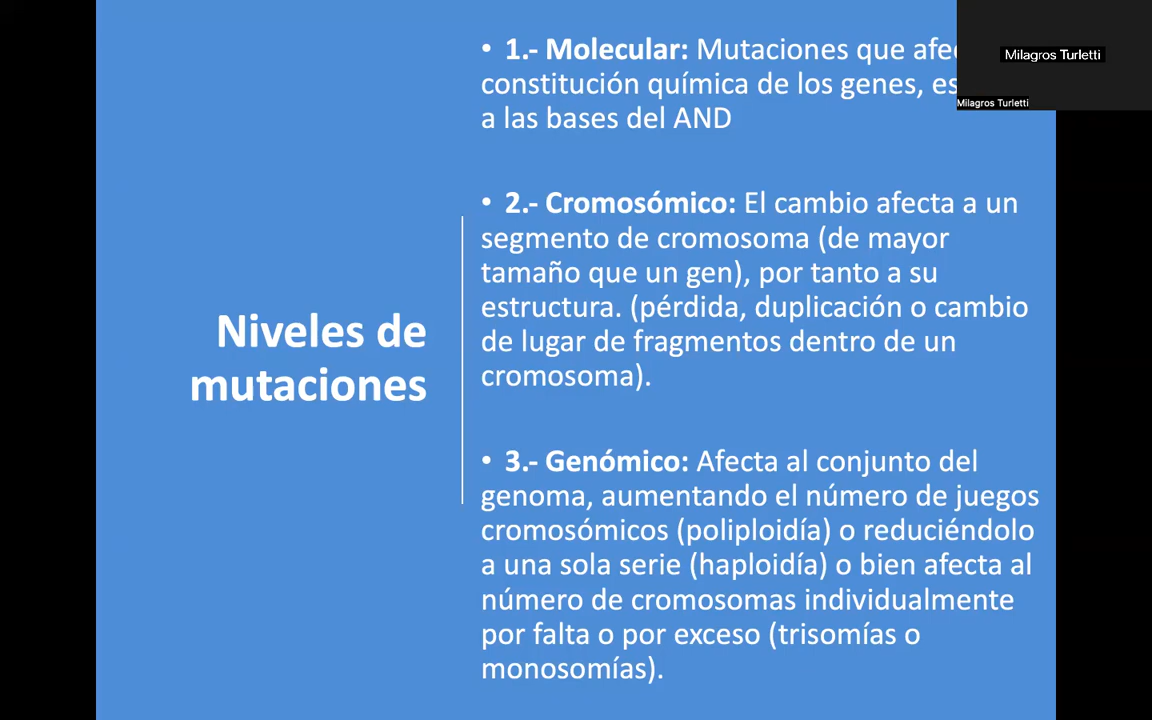 Milagros Turletti
Milagros Turletti
Niveles de
mutaciones
• 1.- Molecular: Mutaciones que
constitución química de los genes,
a las bases del AND
• 2.- Cromosómico: El cambio afecta a un
segmento de cromosoma (de mayor
tamaño que un gen), por tanto a su
estructura. (pérdida, duplicación o cambio
de lugar de fragmentos dentro de un
cromosoma).
• 3.- Genómico: Afecta al conjunto del
genoma, aumentando el número de juegos
cromosómicos (poliploidía) o reduciéndolo
a una sola serie (haploidía) o bien afecta al
número de cromosomas individualmente
por falta o por exceso (trisomías o
monosomías).